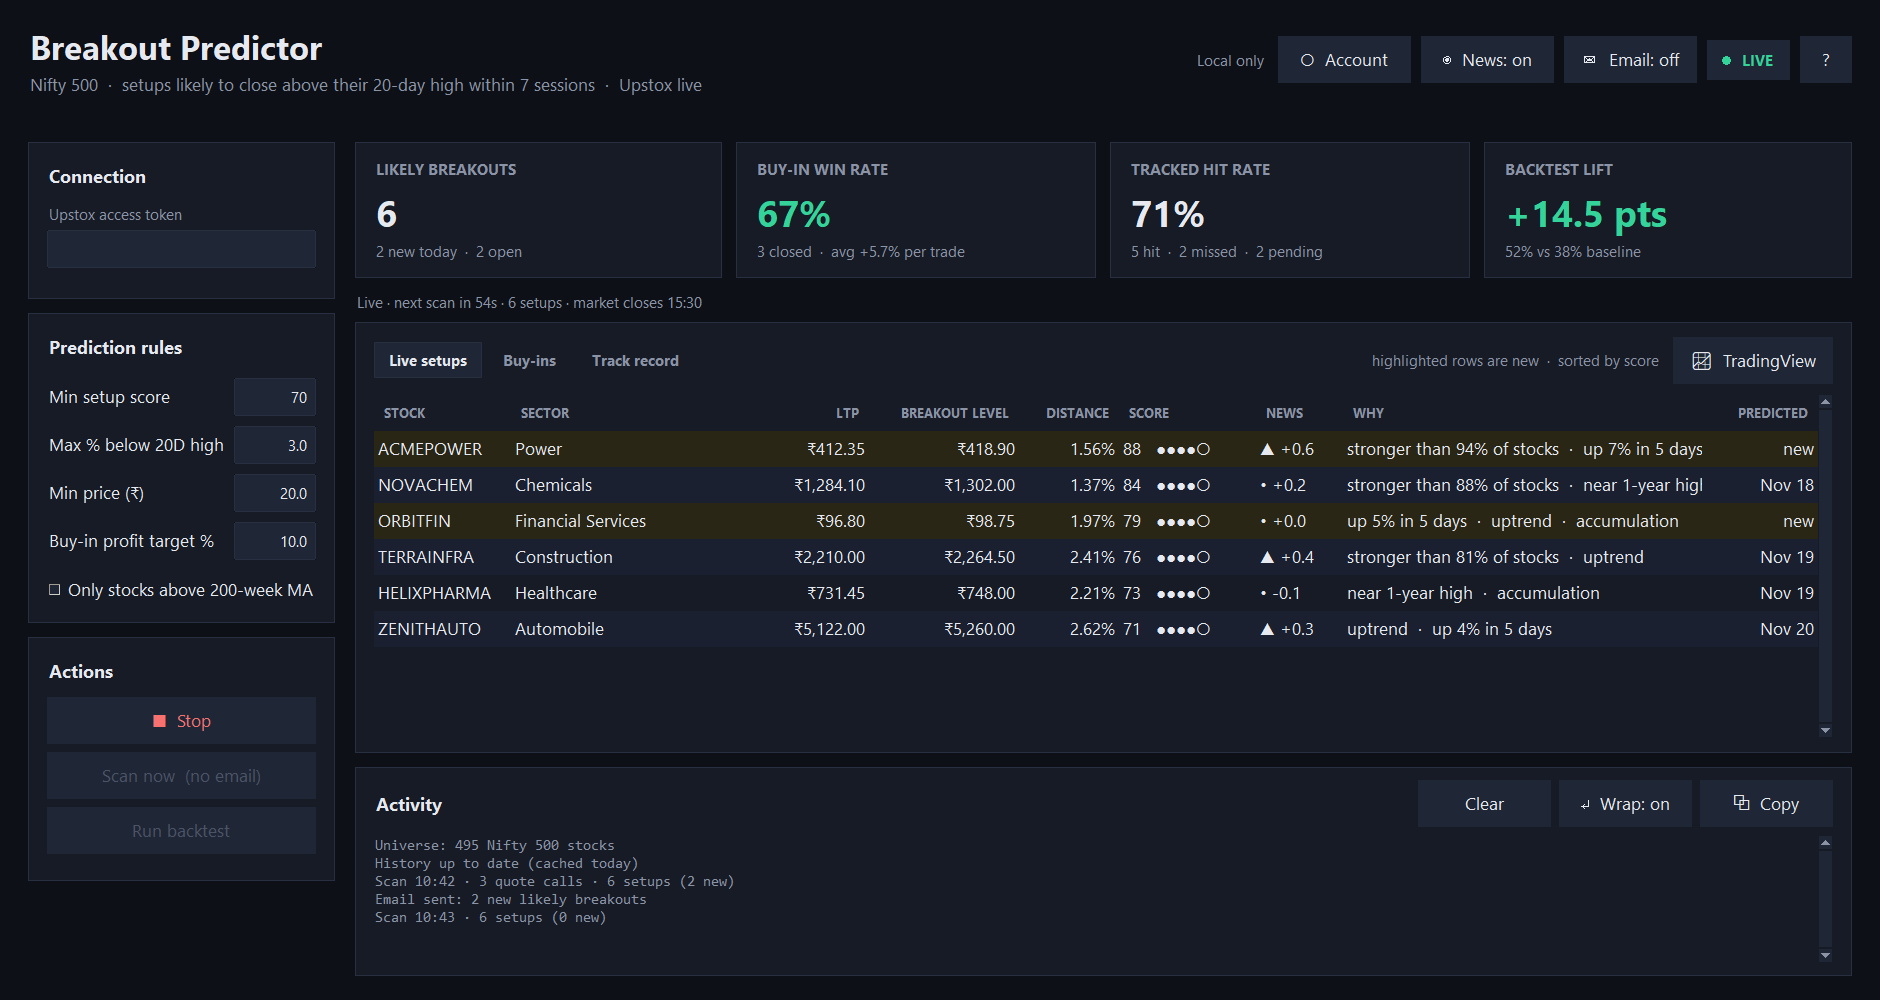 Breakout Predictor
Nifty 500 · setups likely to close above their 20-day high within 7 sessions · Upstox live
Local only
Account
News: on
Email: off
LIVE
?
Connection
Upstox access token
Prediction rules
Min setup score 70
Max % below 20D high 3.0
Min price (₹) 20.0
Buy-in profit target % 10.0
Only stocks above 200-week MA
Actions
Stop
Scan now (no email)
Run backtest
LIKELY BREAKOUTS
6
2 new today · 2 open
BUY-IN WIN RATE
67%
3 closed · avg +5.7% per trade
TRACKED HIT RATE
71%
5 hit · 2 missed · 2 pending
BACKTEST LIFT
+14.5 pts
52% vs 38% baseline
Live · next scan in 54s · 6 setups · market closes 15:30
Live setups Buy-ins Track record highlighted rows are new · sorted by score TradingView
STOCK SECTOR LTP BREAKOUT LEVEL DISTANCE SCORE NEWS WHY PREDICTED
ACMEPOWER Power ₹412.35 ₹418.90 1.56% 88 ●●●●○ ▲ +0.6 stronger than 94% of stocks · up 7% in 5 days new
NOVACHEM Chemicals ₹1,284.10 ₹1,302.00 1.37% 84 ●●●●○ • +0.2 stronger than 88% of stocks · near 1-year higl Nov 18
ORBITFIN Financial Services ₹96.80 ₹98.75 1.97% 79 ●●●●○ • +0.0 up 5% in 5 days · uptrend · accumulation new
TERRAINFRA Construction ₹2,210.00 ₹2,264.50 2.41% 76 ●●●●○ ▲ +0.4 stronger than 81% of stocks · uptrend Nov 19
HELIXPHARMA Healthcare ₹731.45 ₹748.00 2.21% 73 ●●●●○ • -0.1 near 1-year high · accumulation Nov 19
ZENITHAUTO Automobile ₹5,122.00 ₹5,260.00 2.62% 71 ●●●●○ ▲ +0.3 uptrend · up 4% in 5 days Nov 20
Activity
Clear
Wrap: on
Copy
Universe: 495 Nifty 500 stocks
History up to date (cached today)
Scan 10:42 · 3 quote calls · 6 setups (2 new)
Email sent: 2 new likely breakouts
Scan 10:43 · 6 setups (0 new)